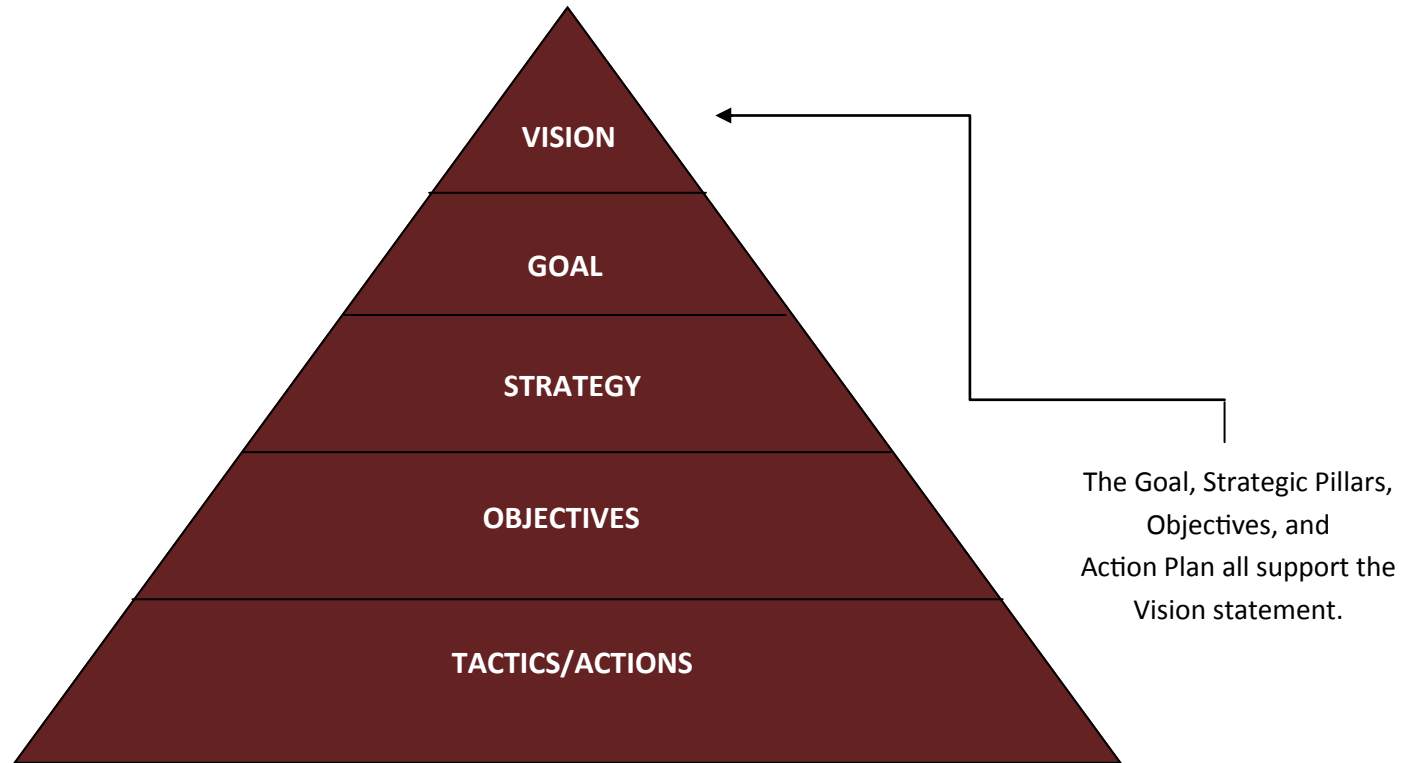 VISION
GOAL
STRATEGY
OBJECTIVES
TACTICS/ACTIONS
The Goal, Strategic Pillars,
Objectives, and
Action Plan all support the
Vision statement.